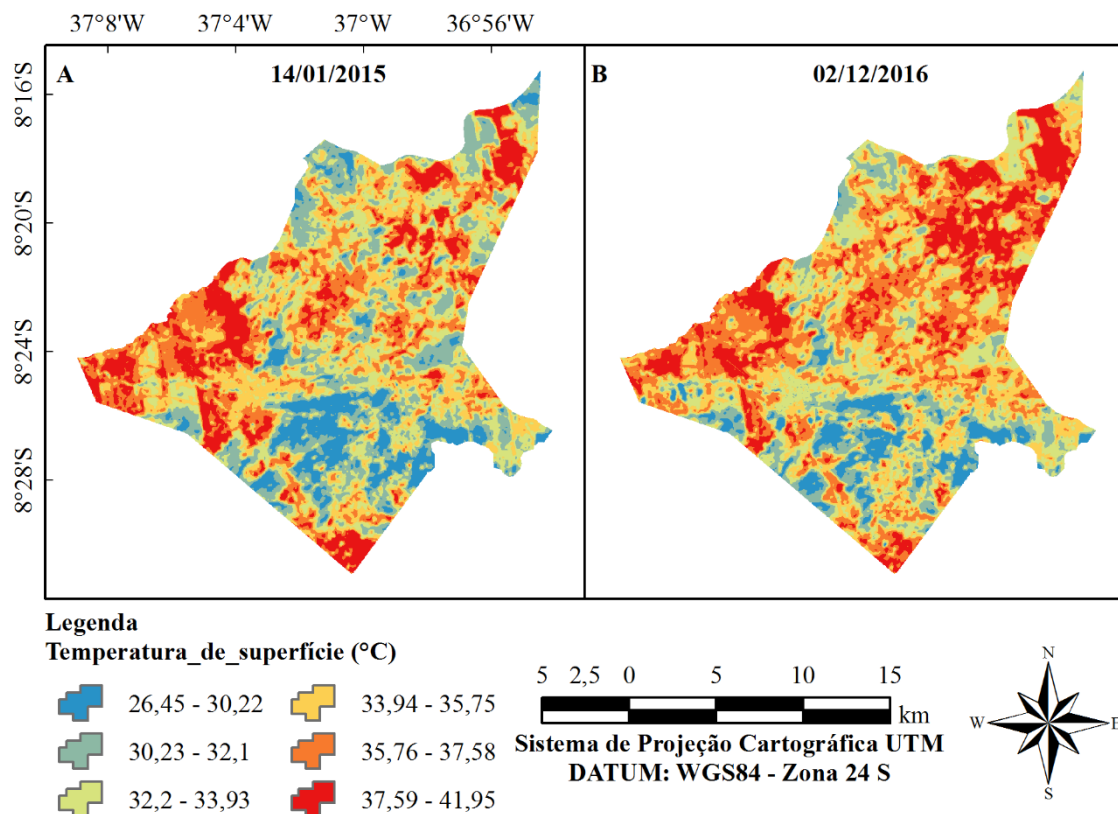 37°8'W 37°4'W 37°W 36°56'W
A 14/01/2015 B 02/12/2016
8°16'S
8°20'S
8°24'S
8°28'S
Legenda
Temperatura_de_superfície (°C)
26,45 - 30,22 33,94 - 35,75
30,23 - 32,1 35,76 - 37,58
32,2 - 33,93 37,59 - 41,95
5 2,5 0 5 10 15
km
Sistema de Projeção Cartográfica UTM
DATUM: WGS84 - Zona 24 S
N
W E
S